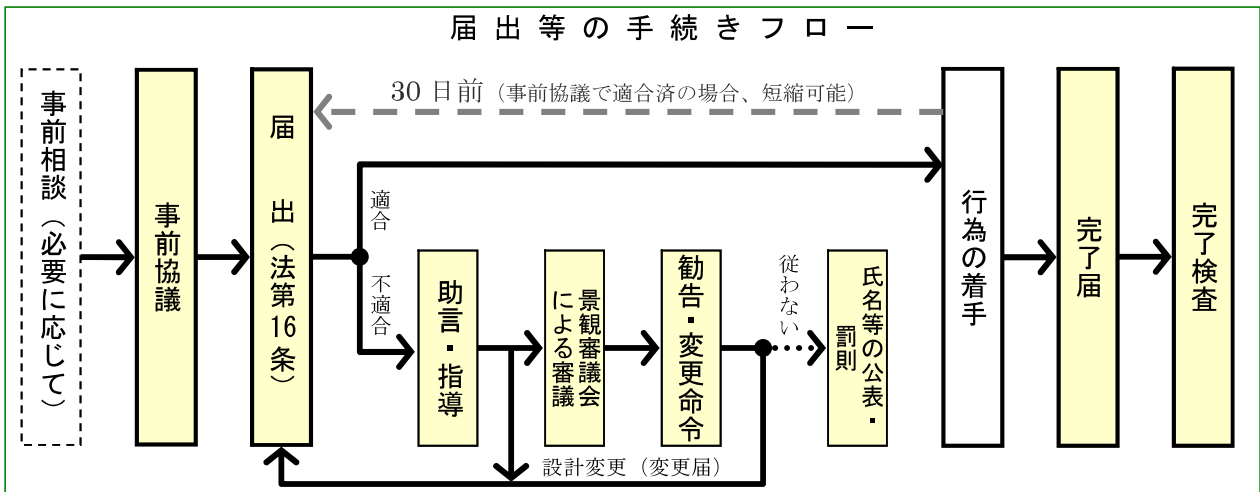 届出等の手続きフロー
30日前（事前協議で適合済の場合、短縮可能）
事前相談（必要に応じて）
事前協議
届出（法第16条）
適合
不適合
助言・指導
景観審議会
による審議
勧告・変更命令
従わない
氏名等の公表・
罰則
設計変更（変更届）
行為の着手
完了届
完了検査